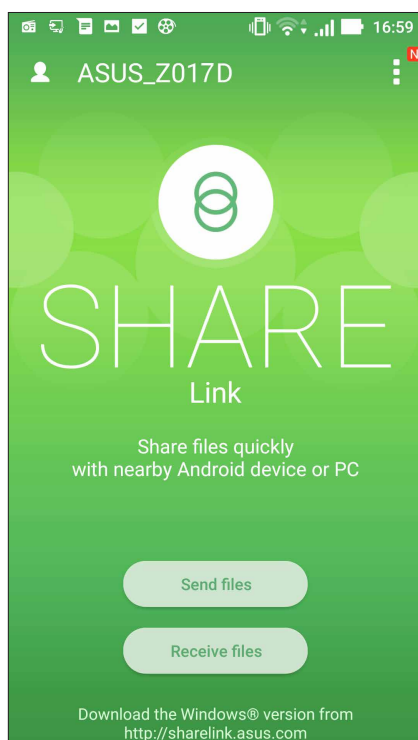 16:59
ASUS_Z017D
N
SHARE
Link
Share files quickly
with nearby Android device or PC
Send files
Receive files
Download the Windows® version from
http://sharelink.asus.com